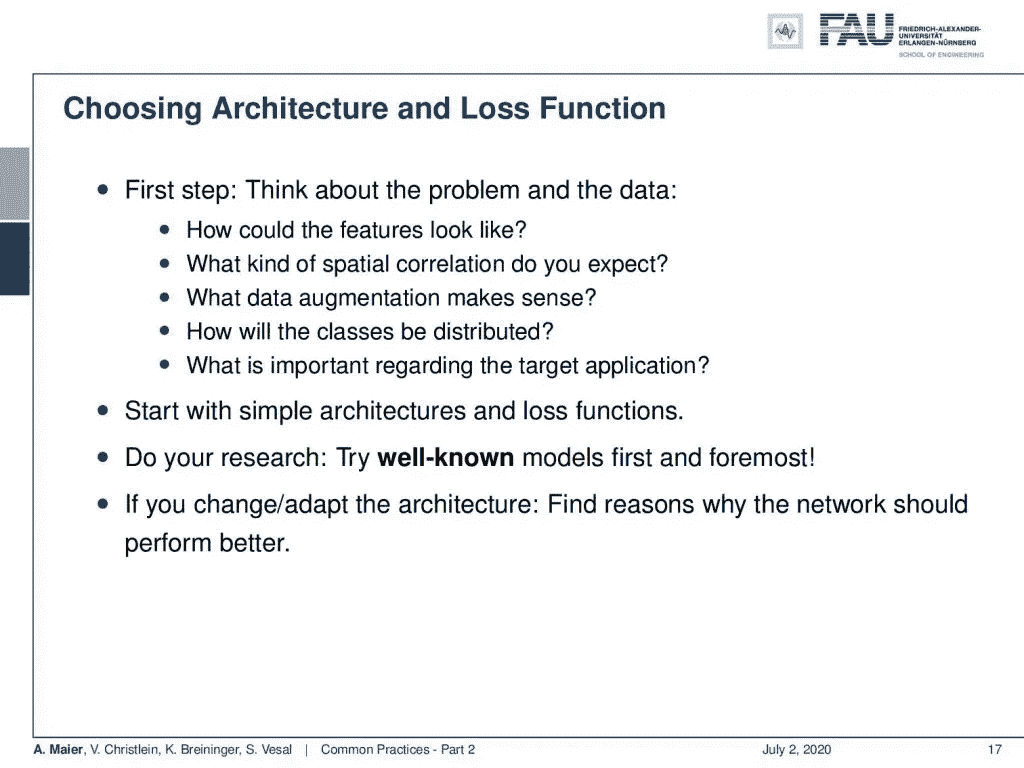 FAU
FRIEDRICH-ALEXANDER-
UNIVERSITÄT
ERLANGEN-NÜRNBERG
SCHOOL OF ENGINEERING
Choosing Architecture and Loss Function
• First step: Think about the problem and the data:
• How could the features look like?
• What kind of spatial correlation do you expect?
• What data augmentation makes sense?
• How will the classes be distributed?
• What is important regarding the target application?
• Start with simple architectures and loss functions.
• Do your research: Try well-known models first and foremost!
• If you change/adapt the architecture: Find reasons why the network should
perform better.
A. Maier, V. Christlein, K. Breininger, S. Vesal | Common Practices - Part 2 July 2, 2020 17